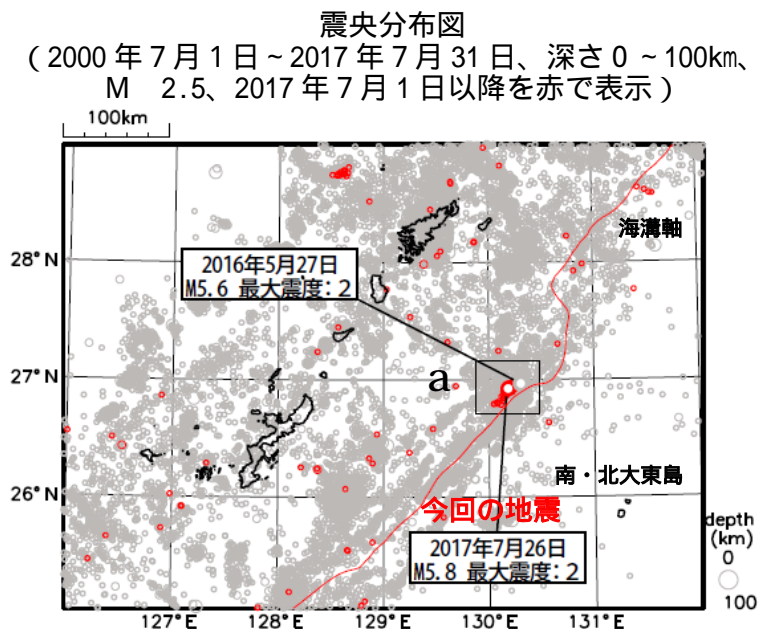 震央分布図
(2000年7月1日~2017年7月31日、深さ0~100km、
M 2.5、2017年7月1日以降を赤で表示)
100km
海溝軸
28°N
2016年5月27日
M5.6 最大震度:2
27°N
a
26°N
南・北大東島
今回の地震
2017年7月26日
M5.8 最大震度:2
depth
(km)
0
100
127°E
128°E
129°E
130°E
131°E